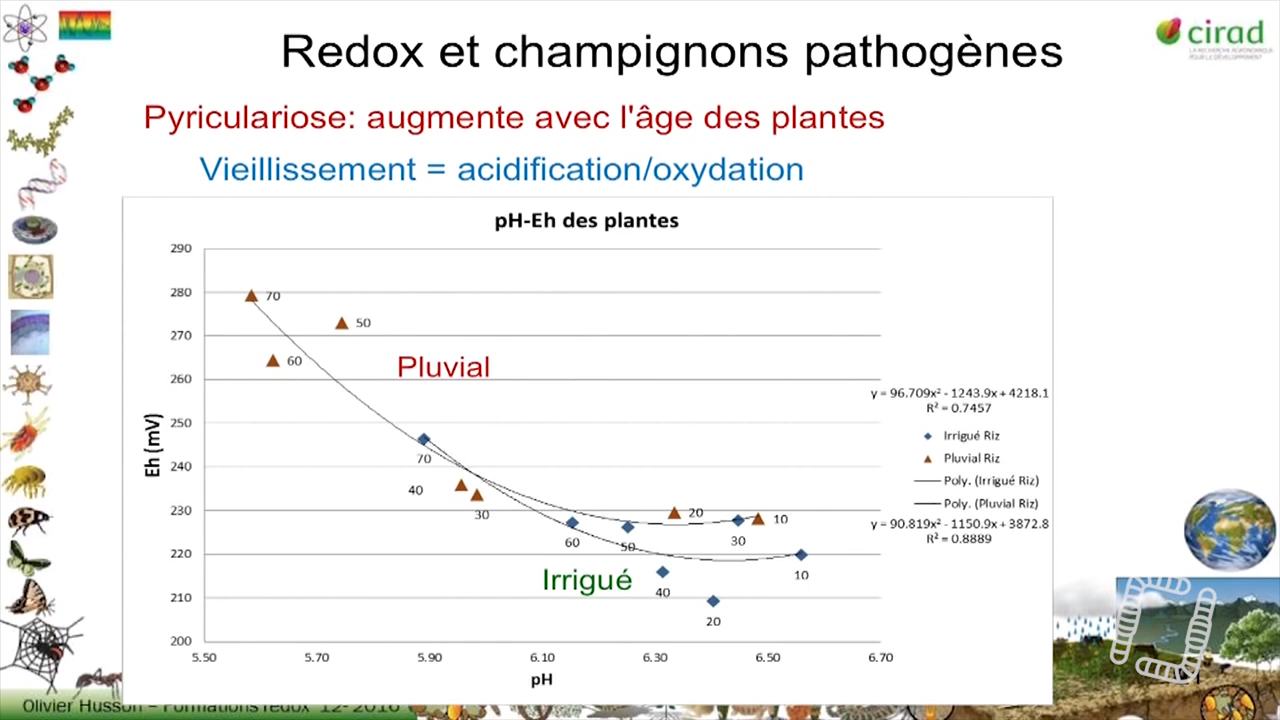 Redox et champignons pathogènes
cirad
LA RECHERCHE AGRONOMIQUE
POUR LE DÉVELOPPEMENT
Pyriculariose: augmente avec l'âge des plantes
Vieillissement = acidification/oxydation
pH-Eh des plantes
290
280
270
260
250
240
230
220
210
200
Eh (mV)
70
50
60
Pluvial
70
40
30
20
10
60
50
30
10
40
20
Irrigué
5.50 5.70 5.90 6.10 6.30 6.50 6.70
pH
y = 96.709x² - 1243.9x + 4218.1
R² = 0.7457
Irrigué Riz
Pluvial Riz
Poly. (Irrigué Riz)
Poly. (Pluvial Riz)
y = 90.819x² - 1150.9x + 3872.8
R² = 0.8889
Olivier Husson – Formations redox 12- 2016